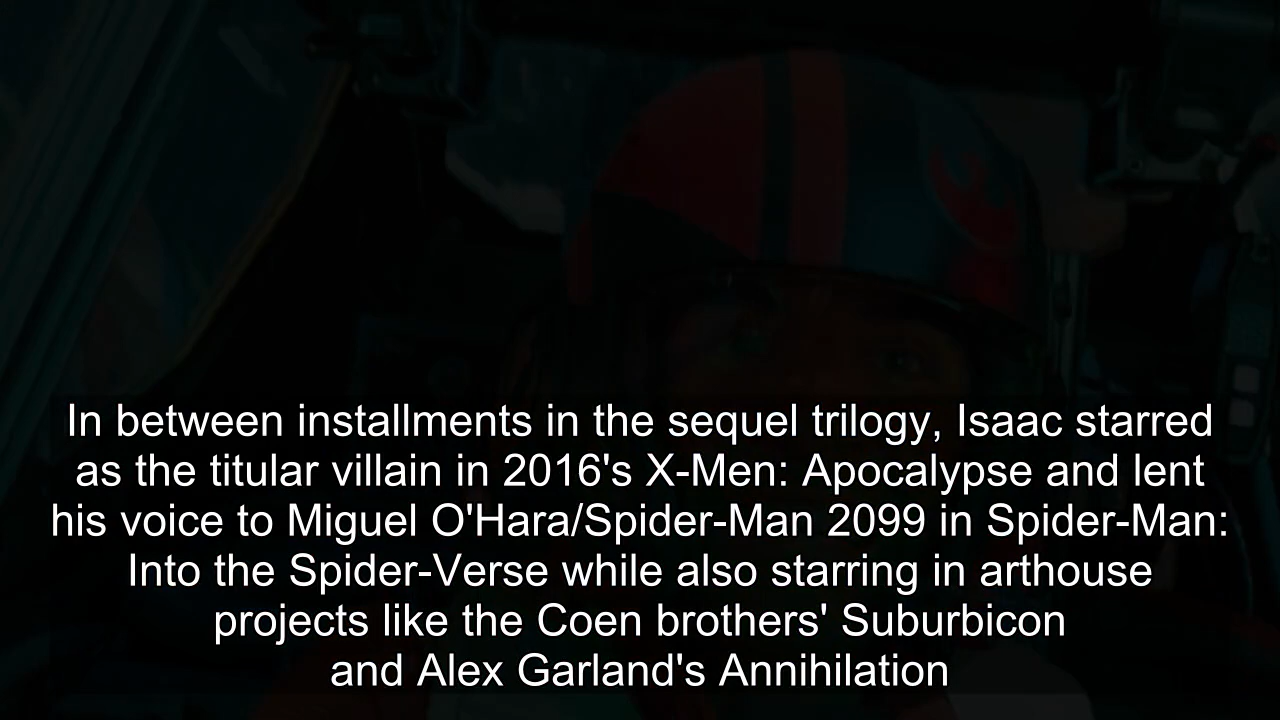 In between installments in the sequel trilogy, Isaac starred
as the titular villain in 2016's X-Men: Apocalypse and lent
his voice to Miguel O'Hara/Spider-Man 2099 in Spider-Man:
Into the Spider-Verse while also starring in arthouse
projects like the Coen brothers' Suburbicon
and Alex Garland's Annihilation